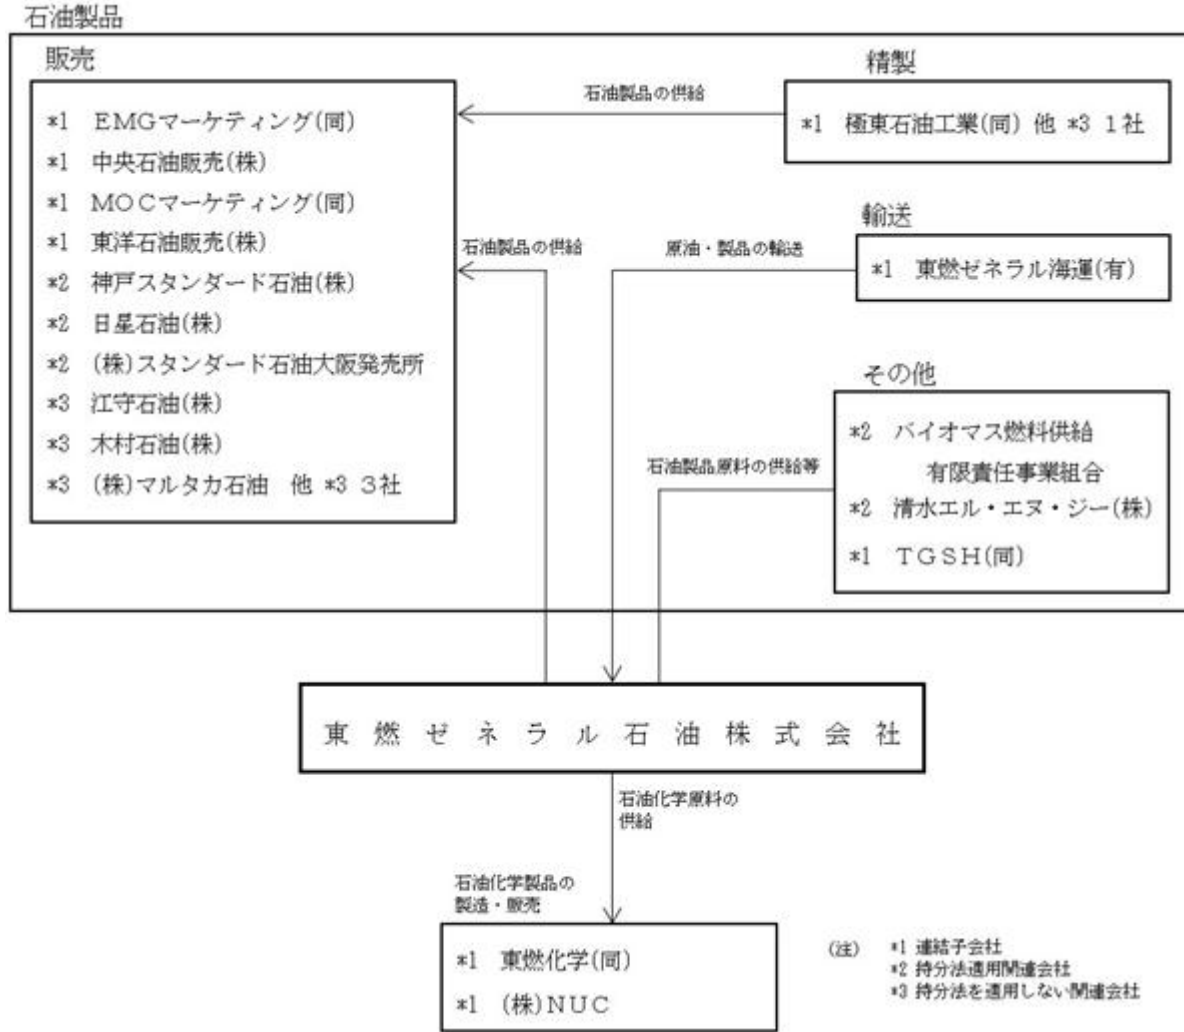 石油製品
販売
*1 EMGマーケティング(同)
*1 中央石油販売(株)
*1 MOCマーケティング(同)
*1 東洋石油販売(株)
*2 神戸スタンダード石油(株)
*2 日星石油(株)
*2 (株)スタンダード石油大阪発売所
*3 江守石油(株)
*3 木村石油(株)
*3 (株)マルタカ石油 他 *3 3社
石油製品の供給
精製
*1 極東石油工業(同) 他 *3 1社
石油製品の供給
原油・製品の輸送
輸送
*1 東燃ゼネラル海運(有)
石油製品原料の供給等
その他
*2 バイオマス燃料供給
有限責任事業組合
*2 清水エル・エヌ・ジー(株)
*1 TGSH(同)
東燃ゼネラル石油株式会社
石油化学原料の
供給
石油化学製品の
製造・販売
*1 東燃化学(同)
*1 (株)NUC
(注) *1 連結子会社
*2 持分法適用関連会社
*3 持分法を適用しない関連会社